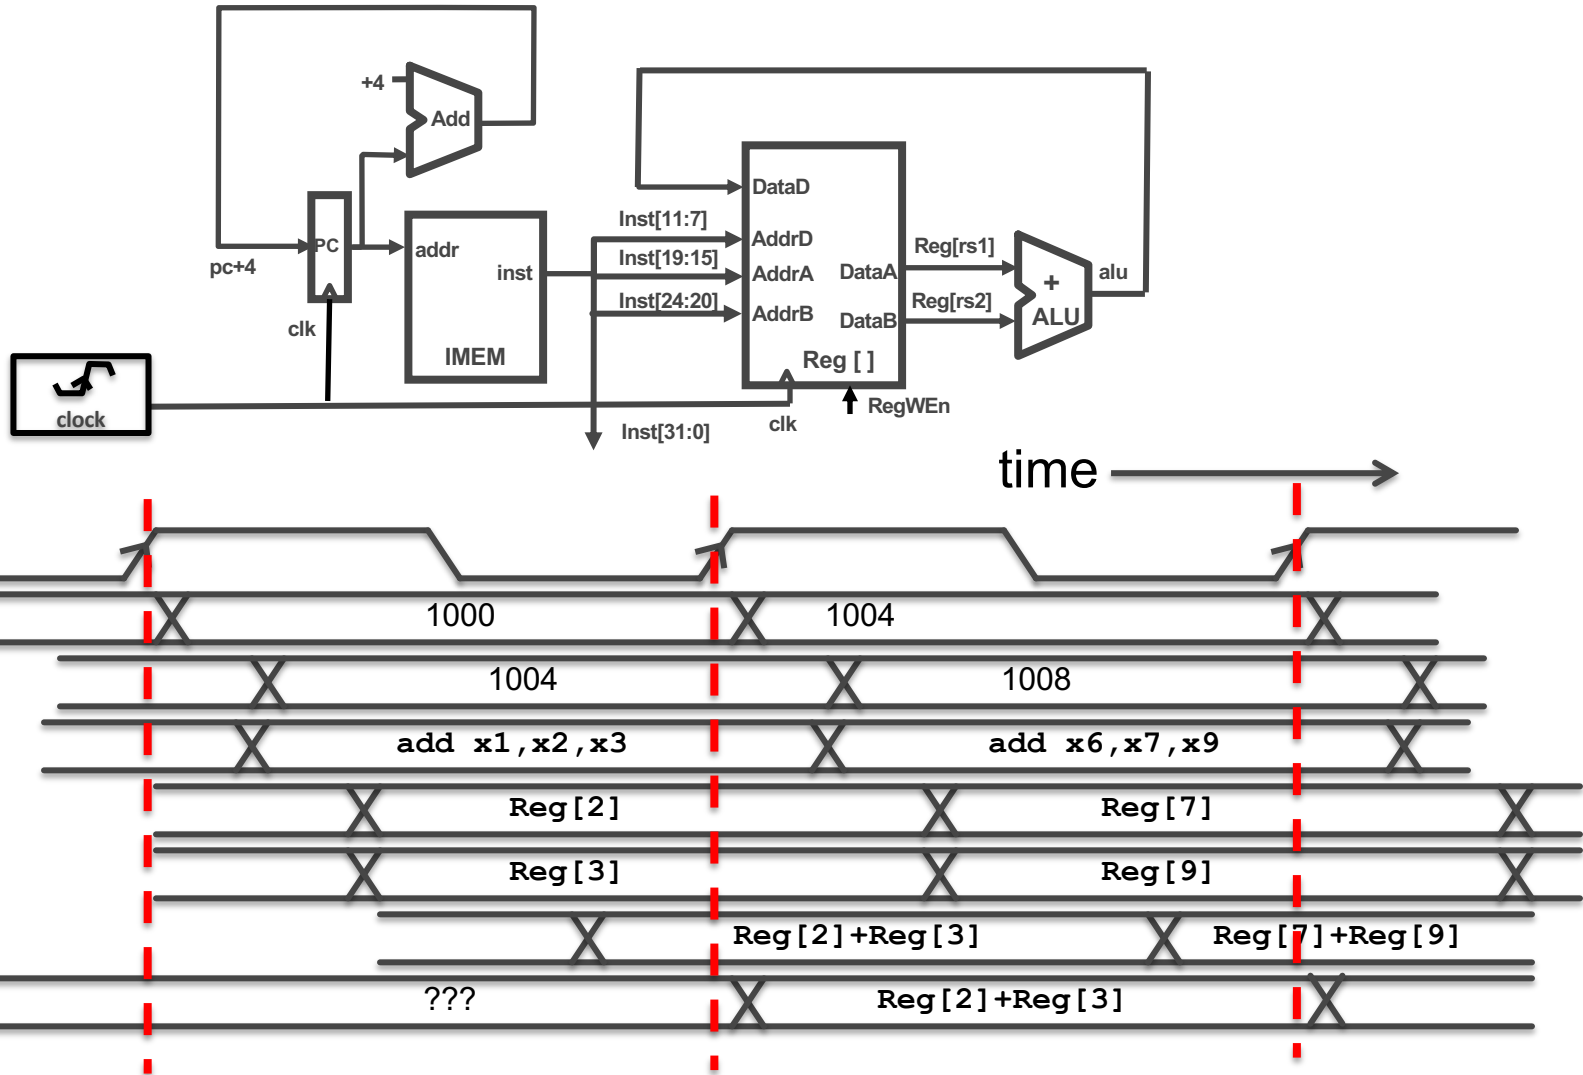 +4
Add
DataD
Inst[11:7]
AddrD
Reg[rs1]
PC
addr
Inst[19:15]
AddrA
DataA
alu
pc+4
inst
+
Inst[24:20]
AddrB
DataB
Reg[rs2]
ALU
clk
IMEM
Reg [ ]
clock
RegWEn
clk
Inst[31:0]
time
1000 1004
1004 1008
add x1,x2,x3 add x6,x7,x9
Reg[2] Reg[7]
Reg[3] Reg[9]
Reg[2]+Reg[3] Reg[7]+Reg[9]
??? Reg[2]+Reg[3]